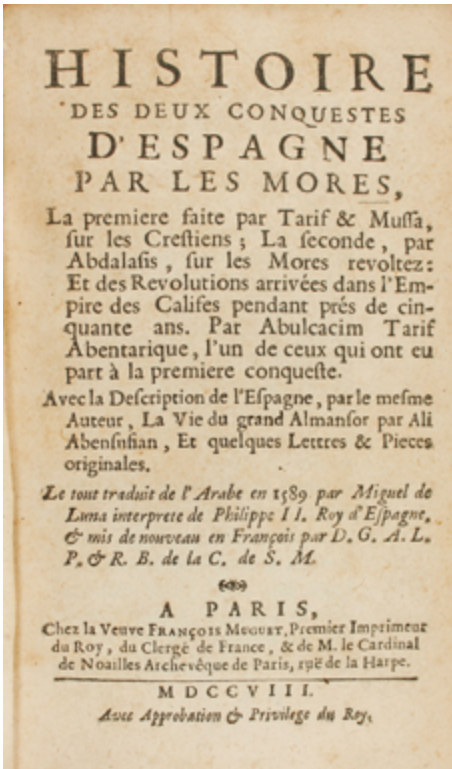 HISTOIRE
DES DEUX CONQUESTES
D'ESPAGNE
PAR LES MORES,
La premiere faite par Tarif & Mussa,
sur les Crestiens ; La seconde, par
Abdalasis, sur les Mores revoltez:
Et des Revolutions arrivées dans l'Em-
pire des Califes pendant prés de cin-
quante ans. Par Abulcacim Tarif
Abentarique, l'un de ceux qui ont eu
part à la premiere conqueste.
Avec la Description de l'Espagne, par le mesme
Auteur, La Vie du grand Almansor par Ali
Abensusian, Et quelques Lettres & Pieces
originales.
Le tout traduit de l'Arabe en 1589 par Miguel de
Luna interprete de Philippe II. Roy d'Espagne,
& mis de nouveau en François par D. G. A. L.
P. & R. B. de la C. de S. M.
A PARIS,
Chez la Veuve FRANÇOIS MUGUET, Premier Imprimeur
du Roy, du Clergé de France, & de M. le Cardinal
de Noailles Archevêque de Paris, ruë de la Harpe.
MDCCVIII.
Avec Approbation & Privilege du Roy.